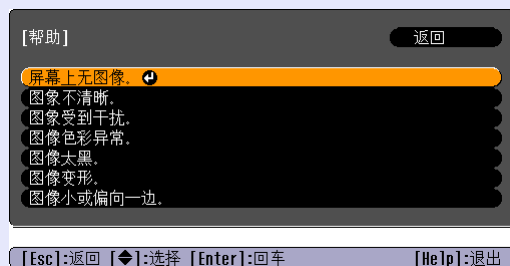 [帮助]
返回
屏幕上无图像.
图象不清晰.
图象受到干扰.
图像色彩异常.
图像太黑.
图像变形.
图像小或偏向一边.
[Esc]:返回 [◆]:选择 [Enter]:回车 [Help]:退出